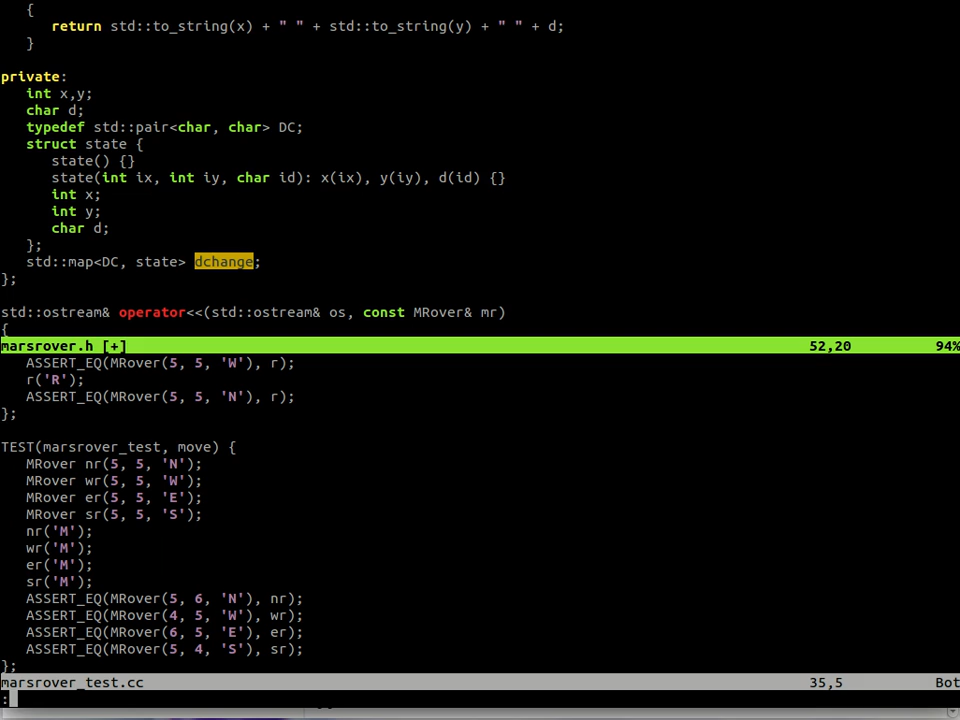 {
return std::to_string(x) + " " + std::to_string(y) + " " + d;
}
private:
int x,y;
char d;
typedef std::pair<char, char> DC;
struct state {
state() {}
state(int ix, int iy, char id): x(ix), y(iy), d(id) {}
int x;
int y;
char d;
};
std::map<DC, state> dchange;
};
std::ostream& operator<<(std::ostream& os, const MRover& mr)
{
marsrover.h [+] 52,20 94%
ASSERT_EQ(MRover(5, 5, 'W'), r);
r('R');
ASSERT_EQ(MRover(5, 5, 'N'), r);
};
TEST(marsrover_test, move) {
MRover nr(5, 5, 'N');
MRover wr(5, 5, 'W');
MRover er(5, 5, 'E');
MRover sr(5, 5, 'S');
nr('M');
wr('M');
er('M');
sr('M');
ASSERT_EQ(MRover(5, 6, 'N'), nr);
ASSERT_EQ(MRover(4, 5, 'W'), wr);
ASSERT_EQ(MRover(6, 5, 'E'), er);
ASSERT_EQ(MRover(5, 4, 'S'), sr);
};
marsrover_test.cc 35,5 Bot
: